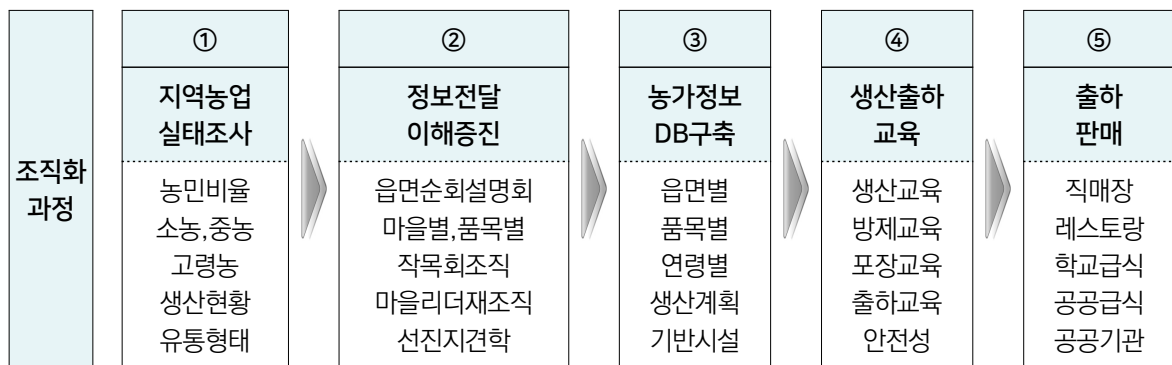 조직화
과정
①
지역농업
실태조사
농민비율
소농,중농
고령농
생산현황
유통형태
②
정보전달
이해증진
읍면순회설명회
마을별,품목별
작목회조직
마을리더재조직
선진지견학
③
농가정보
DB구축
읍면별
품목별
연령별
생산계획
기반시설
④
생산출하
교육
생산교육
방제교육
포장교육
출하교육
안전성
⑤
출하
판매
직매장
레스토랑
학교급식
공공급식
공공기관